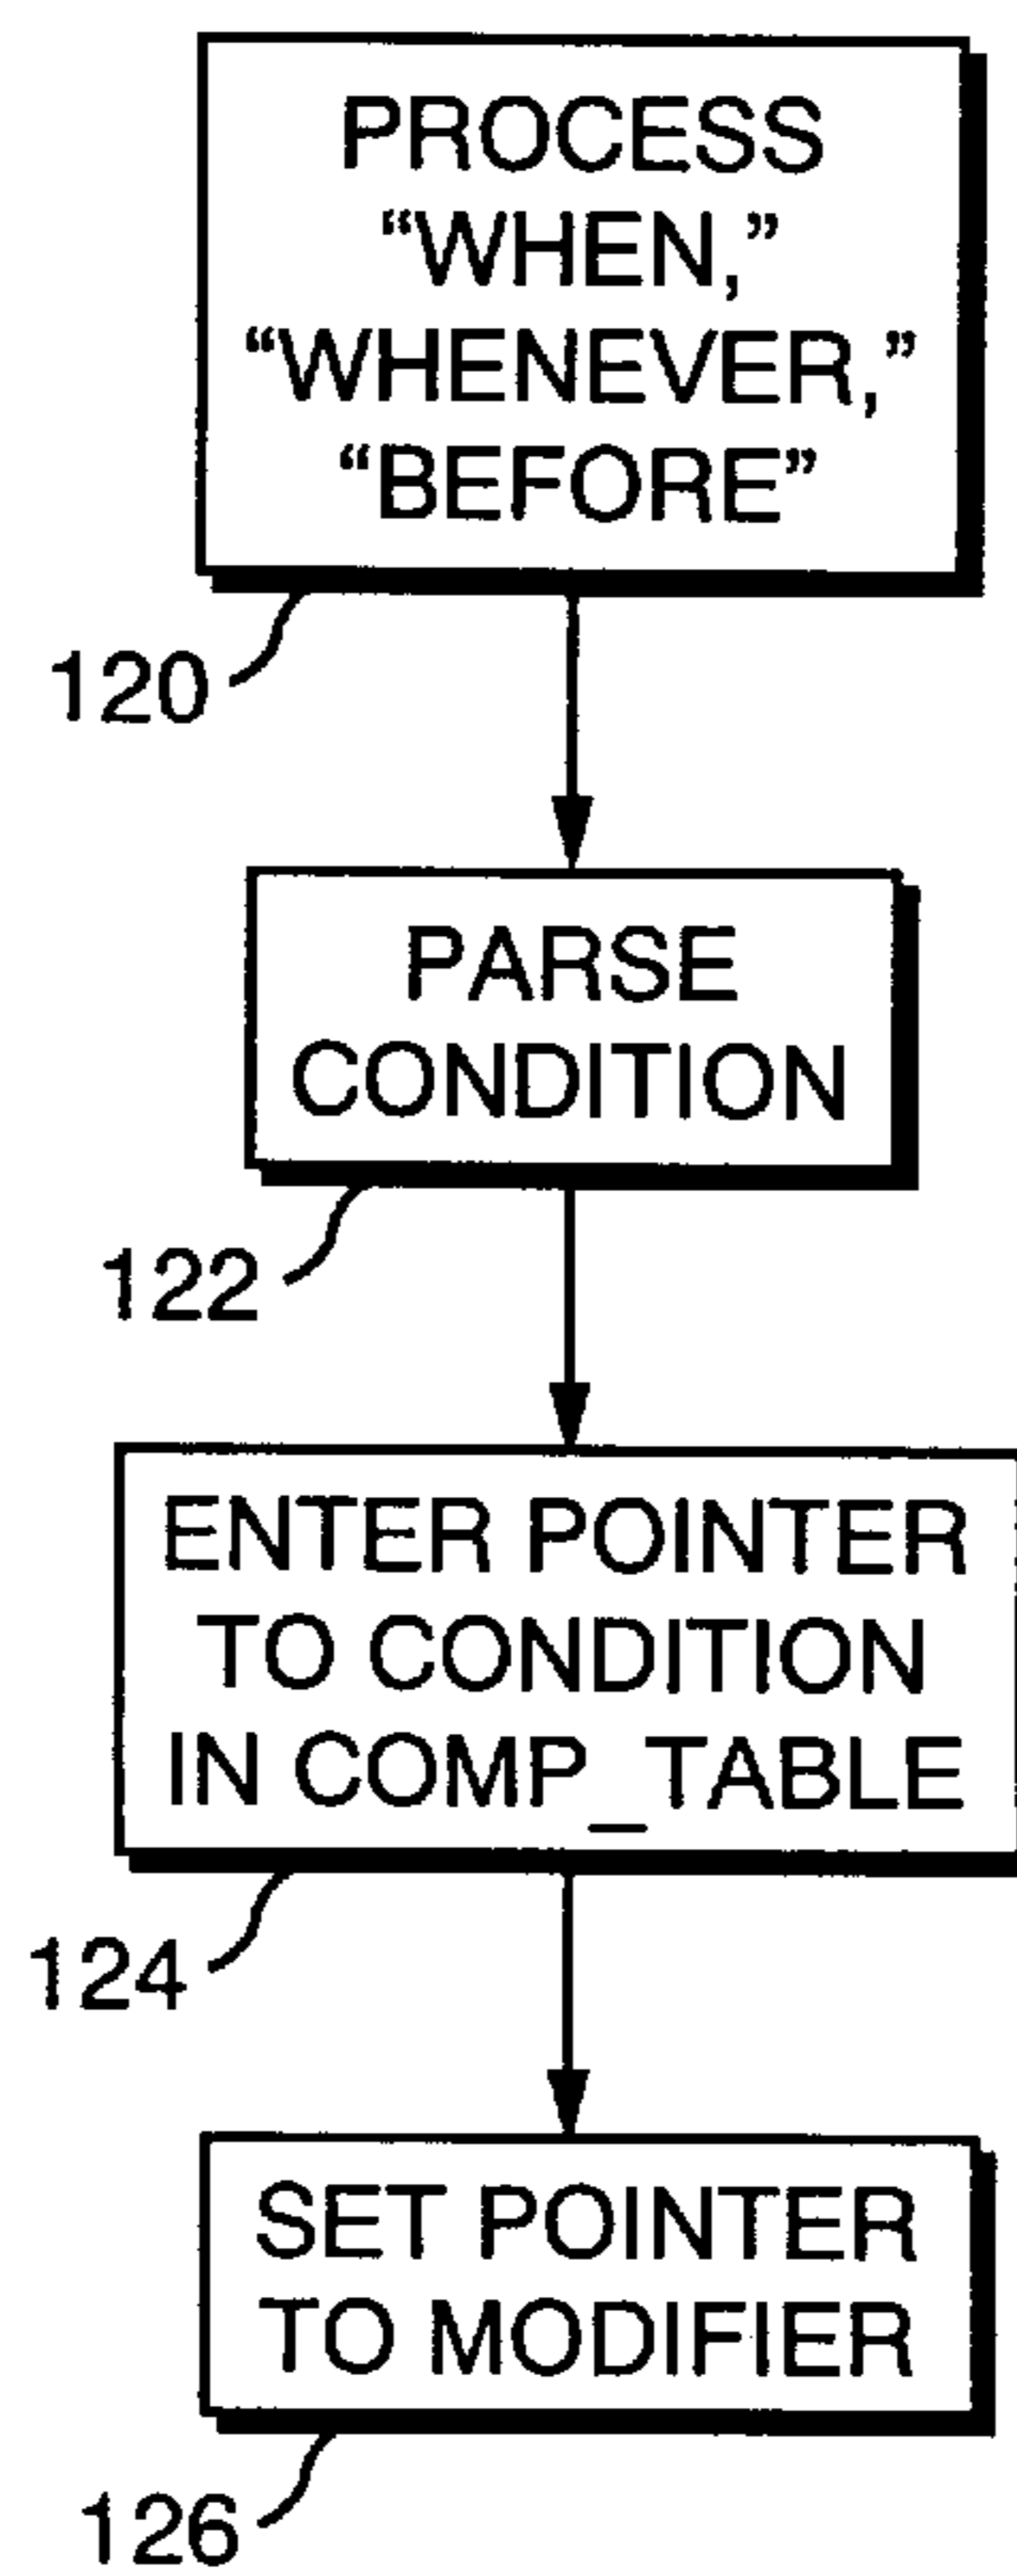 PROCESS
“WHEN,”
“WHENEVER,”
“BEFORE”
120
PARSE
CONDITION
122
ENTER POINTER
TO CONDITION
IN COMP_TABLE
124
SET POINTER
TO MODIFIER
126